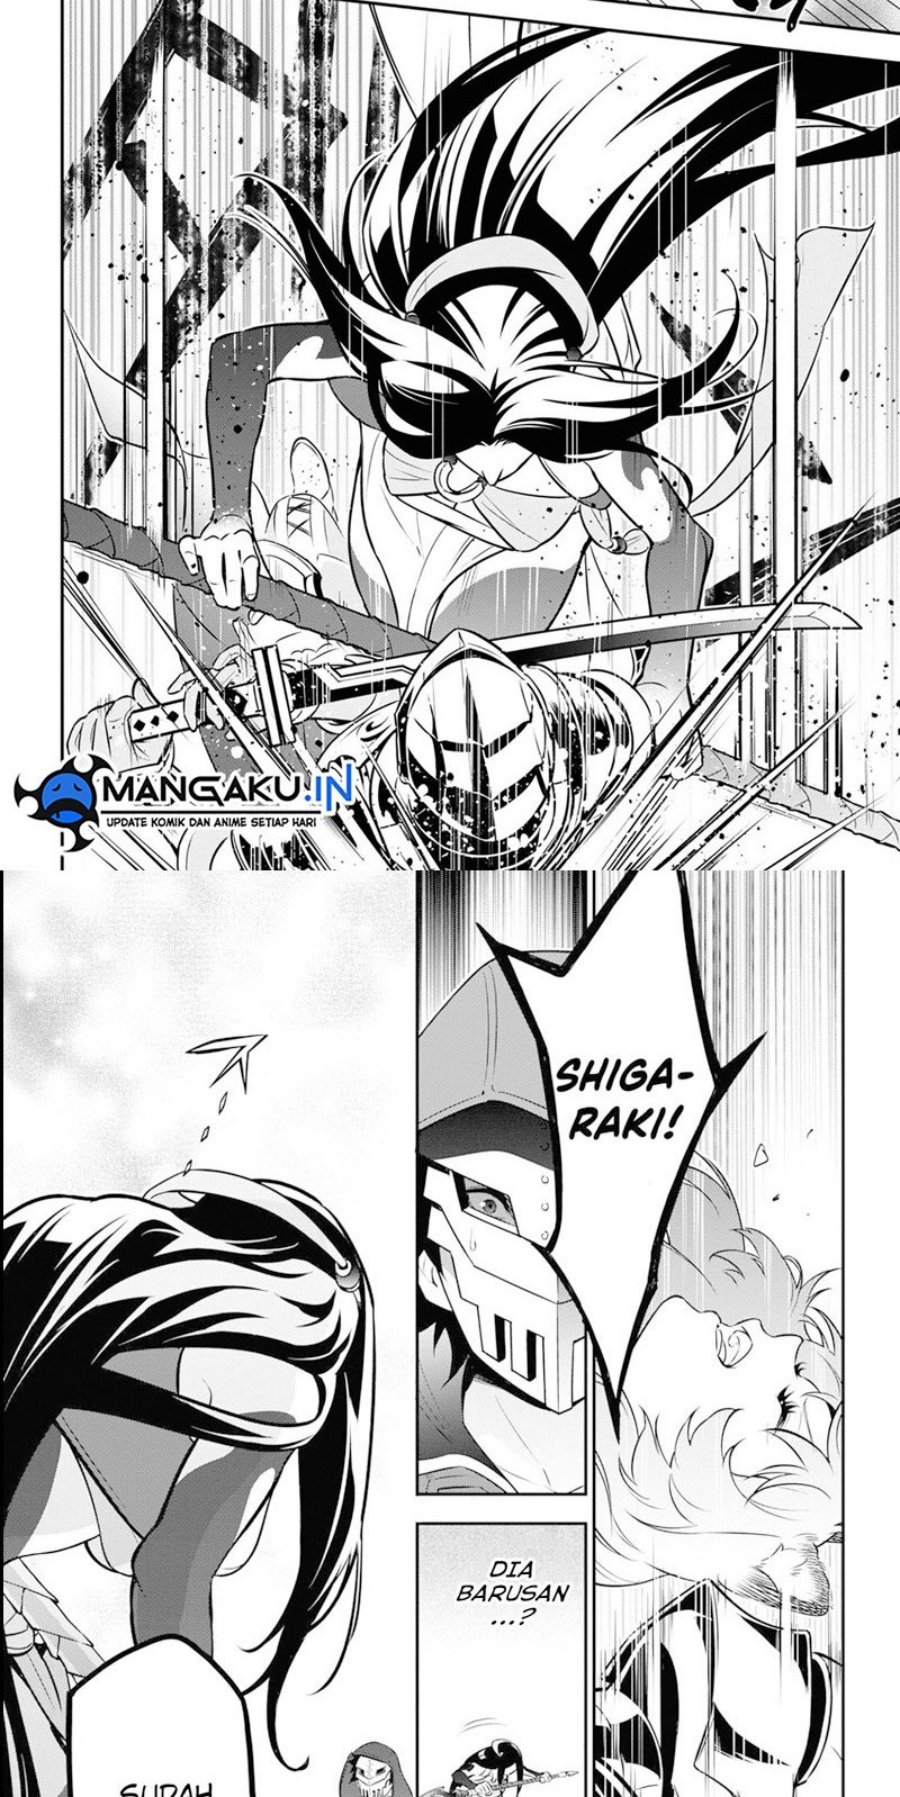 MANGAKU.IN
UPDATE KOMIK DAN ANIME SETIAP HARI
SHIGA-
RAKI!
DIA
BARUSAN
...?
SUDAH